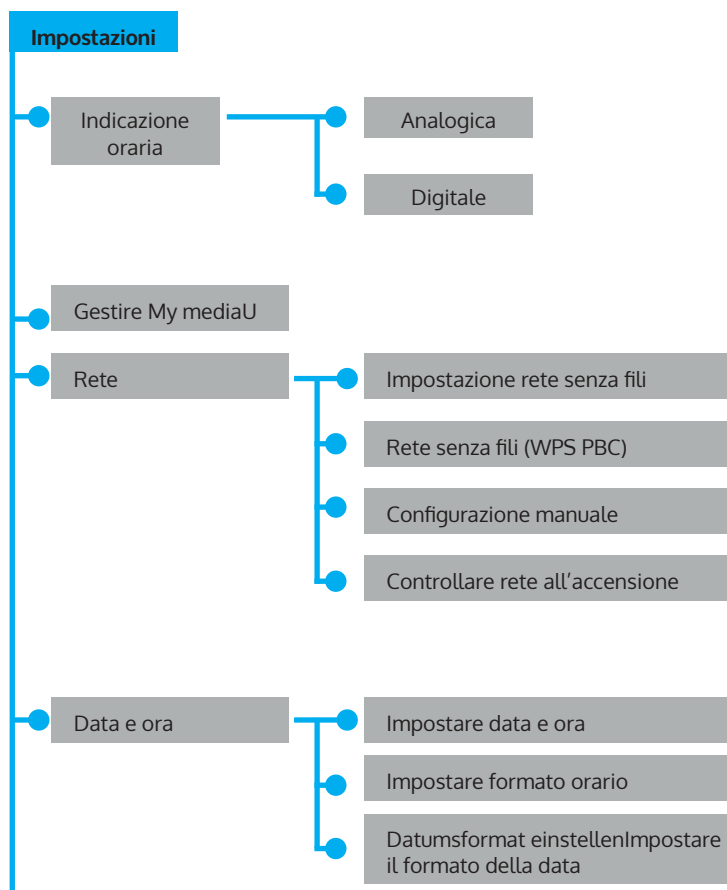 Impostazioni
Indicazione
oraria
Analogica
Digitale
Gestire My mediaU
Rete
Impostazione rete senza fili
Rete senza fili (WPS PBC)
Configurazione manuale
Controllare rete all’accensione
Data e ora
Impostare data e ora
Impostare formato orario
Datumsformat einstellenImpostare
il formato della data